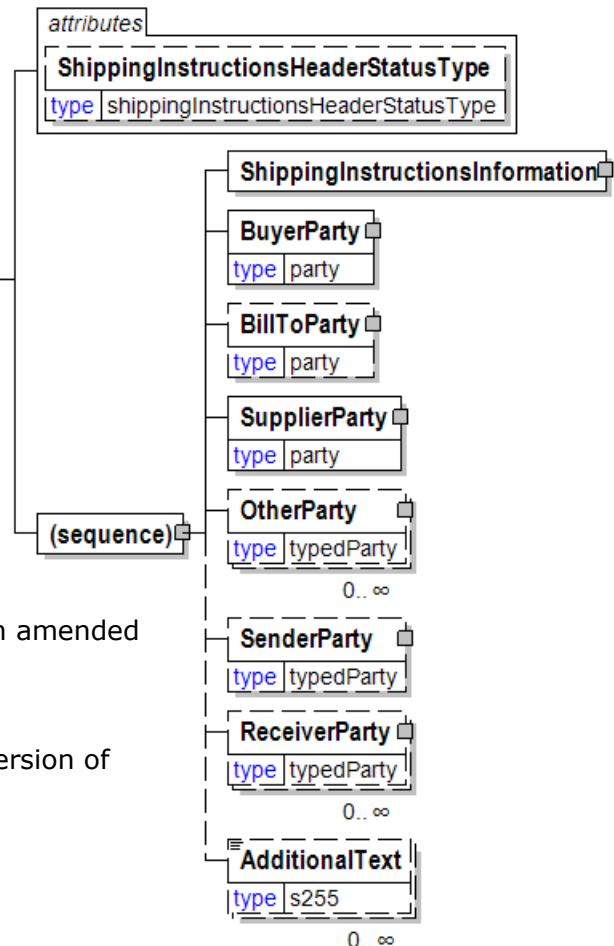 attributes
ShippingInstructionsHeaderStatusType
type shippingInstructionsHeaderStatusType
ShippingInstructionsInformation
BuyerParty
type party
BillToParty
type party
SupplierParty
type party
(sequence)
OtherParty
type typedParty
0.. ∞
amended
SenderParty
type typedParty
ersion of
ReceiverParty
type typedParty
0.. ∞
AdditionalText
type s255
0.. ∞